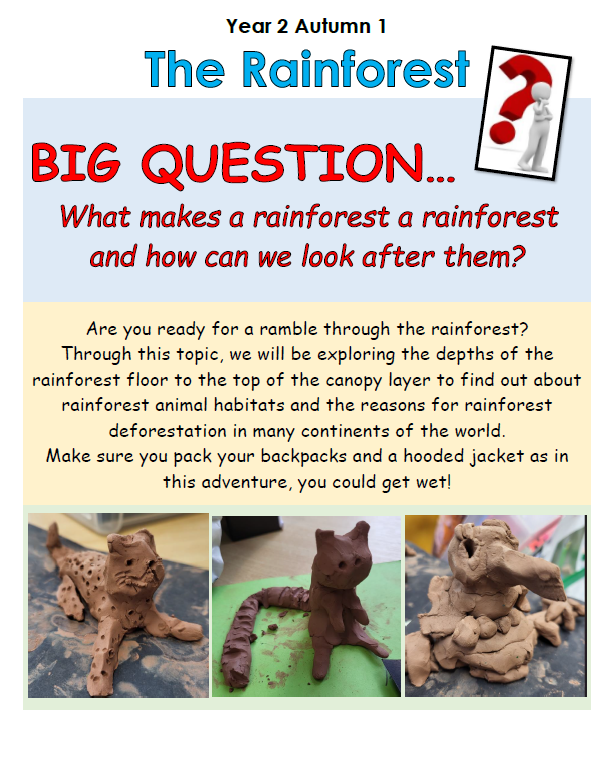 Year 2 Autumn 1
The Rainforest
BIG QUESTION...
What makes a rainforest a rainforest
and how can we look after them?
Are you ready for a ramble through the rainforest?
Through this topic, we will be exploring the depths of the
rainforest floor to the top of the canopy layer to find out about
rainforest animal habitats and the reasons for rainforest
deforestation in many continents of the world.
Make sure you pack your backpacks and a hooded jacket as in
this adventure, you could get wet!